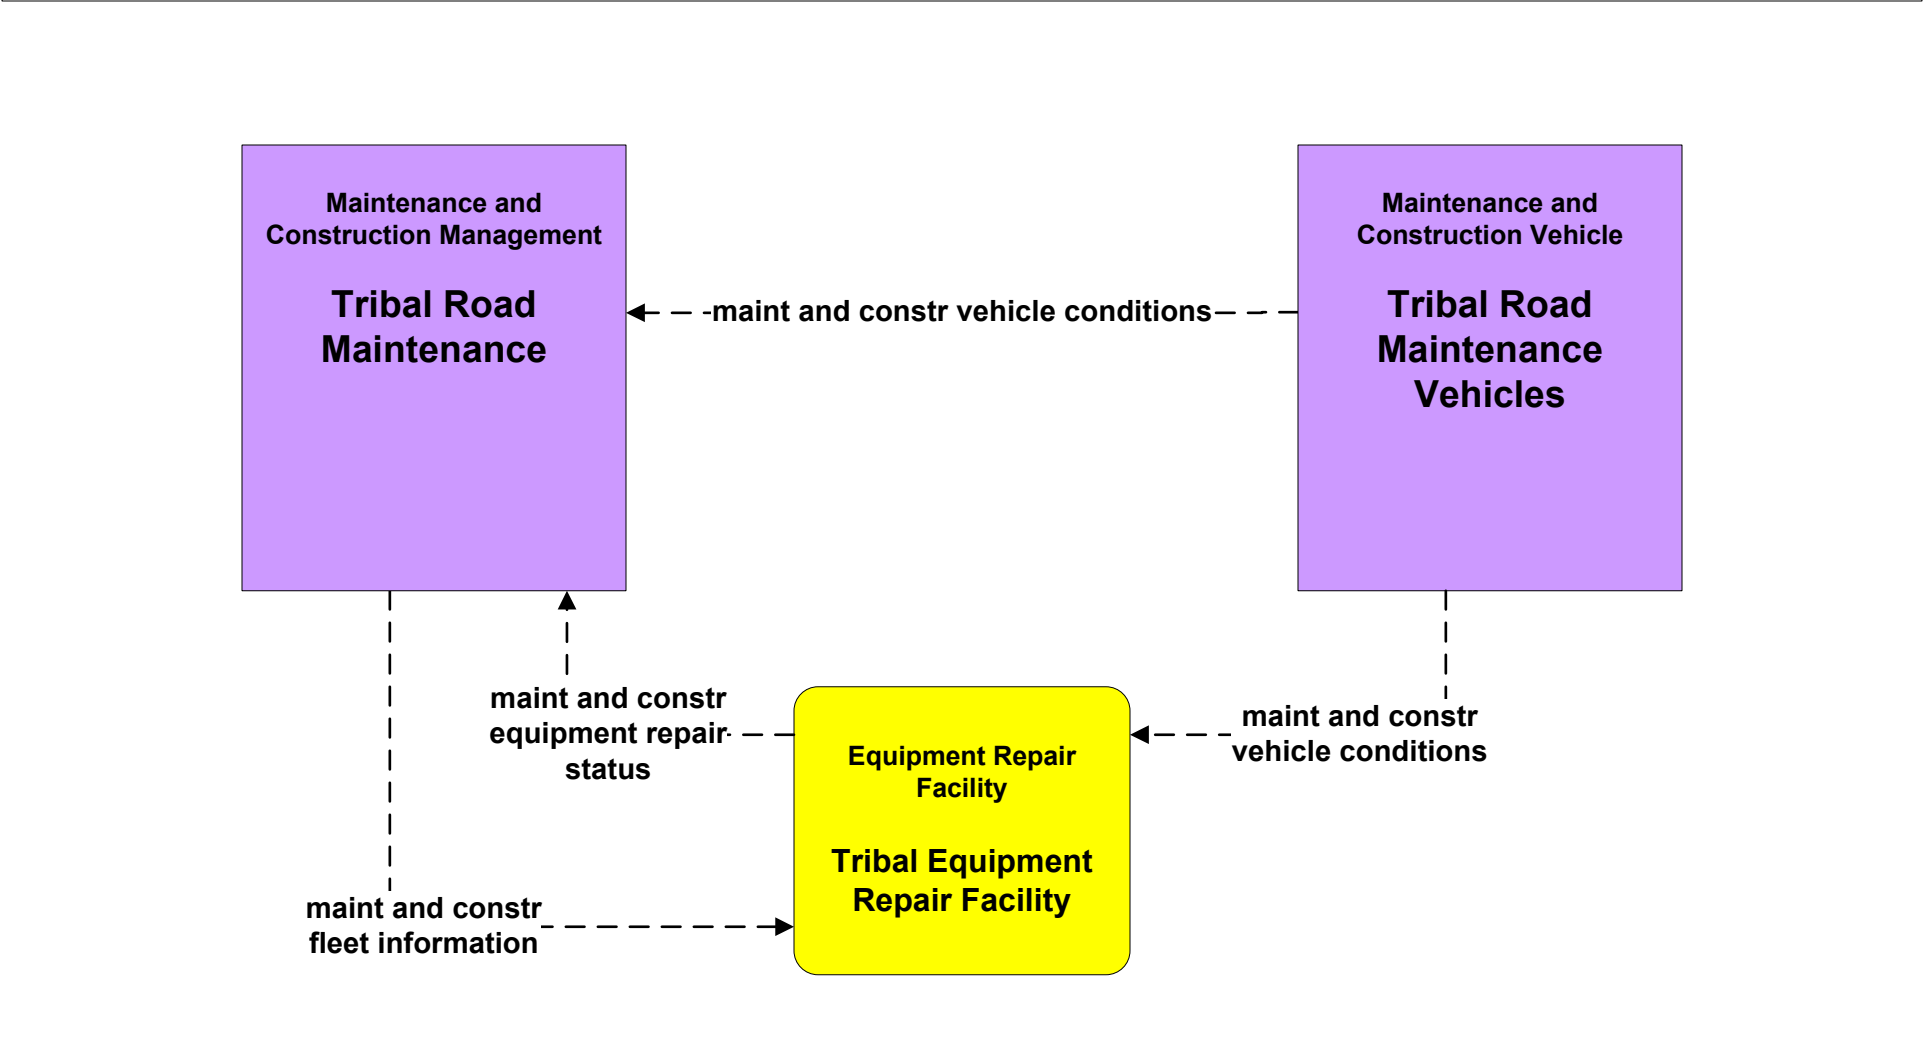 Maintenance and
Construction Management
Tribal Road
Maintenance
maint and constr vehicle conditions
Maintenance and
Construction Vehicle
Tribal Road
Maintenance
Vehicles
maint and constr
equipment repair
status
Equipment Repair
Facility
Tribal Equipment
Repair Facility
maint and constr
vehicle conditions
maint and constr
fleet information